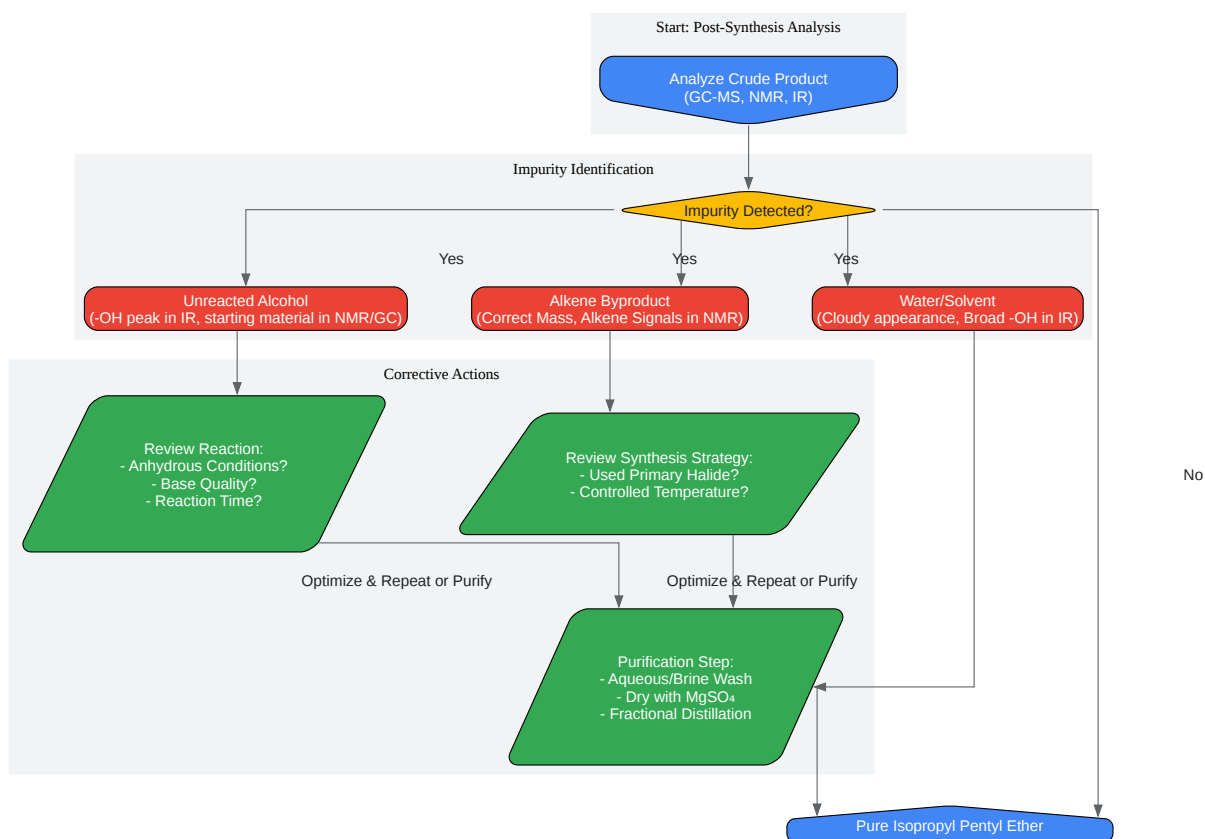 Start: Post-Synthesis Analysis
Analyze Crude Product
(GC-MS, NMR, IR)
Impurity Identification
Impurity Detected?
Yes
Yes
Yes
Unreacted Alcohol
(-OH peak in IR, starting material in NMR/GC)
Alkene Byproduct
(Correct Mass, Alkene Signals in NMR)
Water/Solvent
(Cloudy appearance, Broad -OH in IR)
Corrective Actions
Review Reaction:
- Anhydrous Conditions?
- Base Quality?
- Reaction Time?
Review Synthesis Strategy:
- Used Primary Halide?
- Controlled Temperature?
No
Optimize & Repeat or Purify
Optimize & Repeat or Purify
Purification Step:
- Aqueous/Brine Wash
- Dry with MgSO₄
- Fractional Distillation
Pure Isopropyl Pentyl Ether